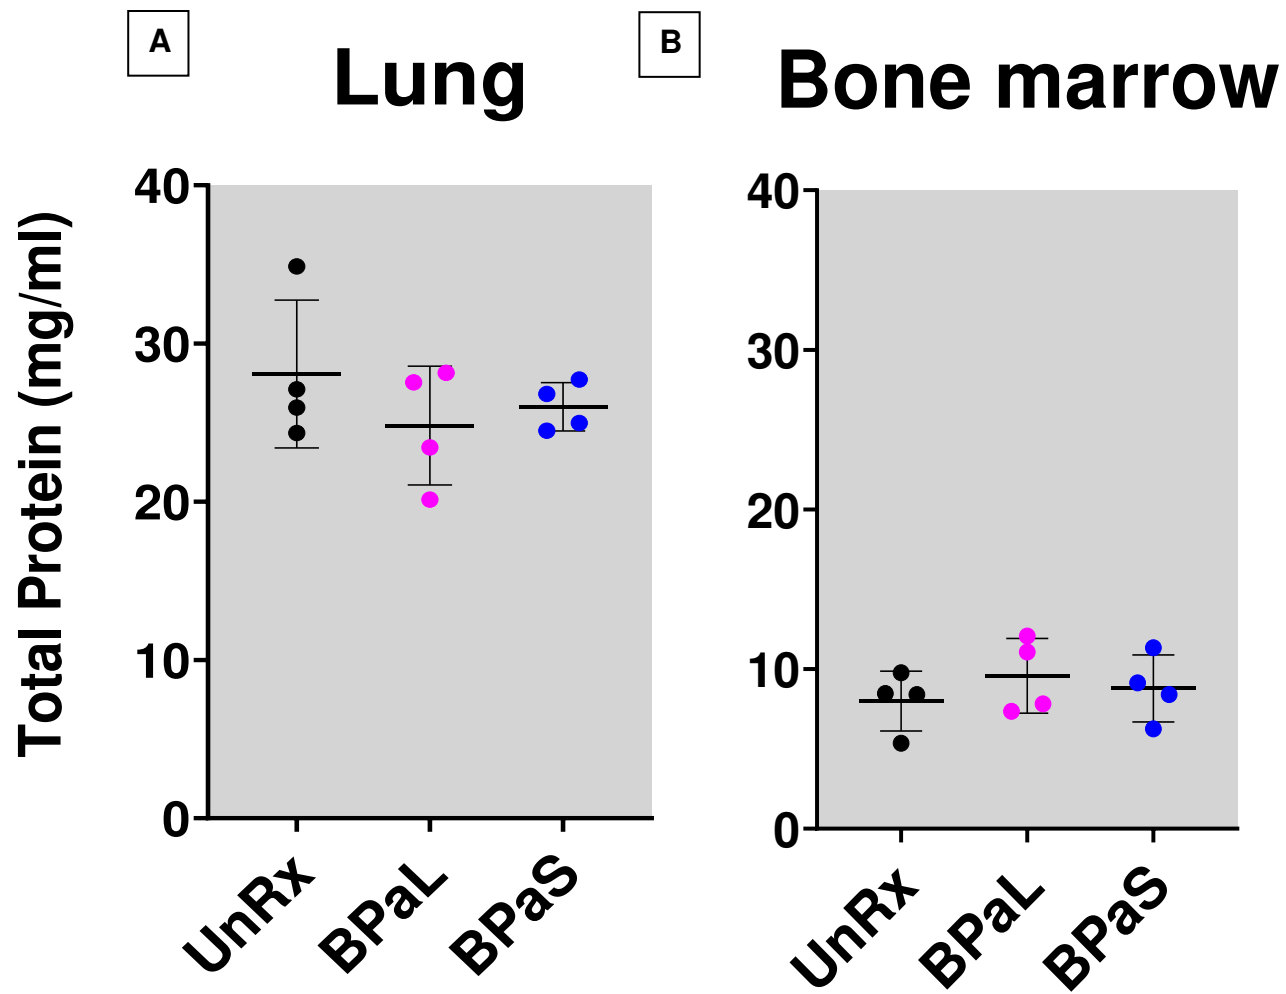 A
Lung
B
Bone marrow
Total Protein (mg/ml)
40
30
20
10
0
UnRx
BPaL
BPaS
40
30
20
10
0
UnRx
BPaL
BPaS